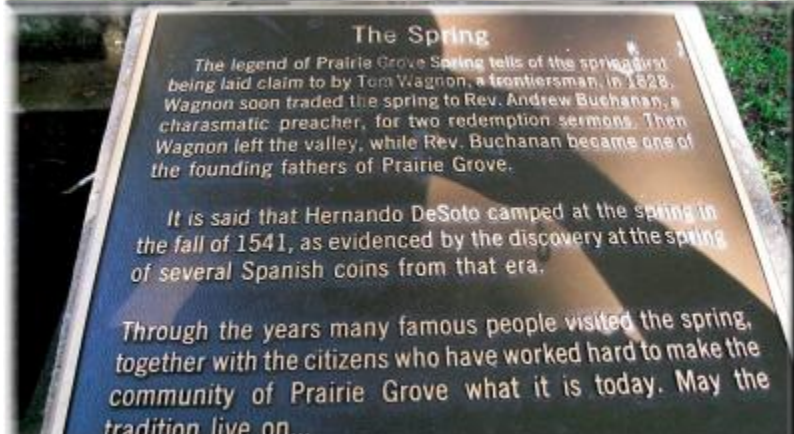 The Spring
The legend of Prairie Grove Spring tells of the spring first
being laid claim to by Tom Wagnon, a frontiersman, in 1828.
Wagnon soon traded the spring to Rev. Andrew Buchanan, a
charasmatic preacher, for two redemption sermons. Then
Wagnon left the valley, while Rev. Buchanan became one of
the founding fathers of Prairie Grove.
It is said that Hernando DeSoto camped at the spring in
the fall of 1541, as evidenced by the discovery at the spring
of several Spanish coins from that era.
Through the years many famous people visited the spring,
together with the citizens who have worked hard to make the
community of Prairie Grove what it is today. May the
tradition live on